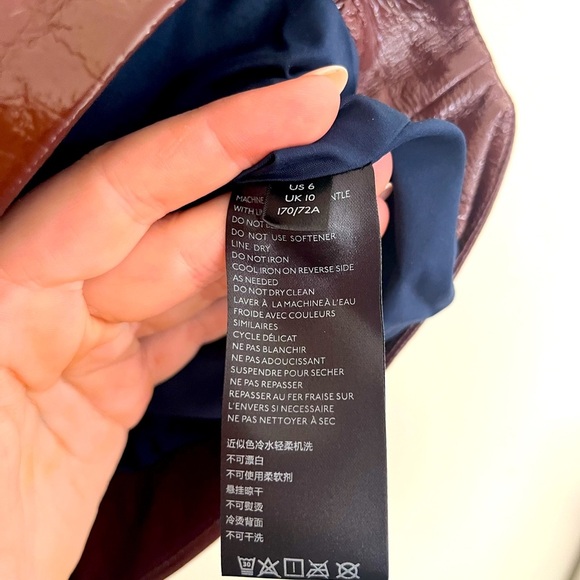 US 6
UK 10
170/72A
MACHINE
DO NOT
DO NOT USE SOFTENER
LINE DRY
DO NOT IRON
COOL IRON ON REVERSE SIDE
AS NEEDED
DO NOT DRY CLEAN
LAVER À LA MACHINE À L'EAU
FROIDE AVEC COULEURS
SIMILAIRES
CYCLE DÉLICAT
NE PAS BLANCHIR
NE PAS ADOUCISSANT
SUSPENDRE POUR SECHER
NE PAS REPASSER
REPASSER AU FER FRAISE SUR
L'ENVERS SI NECESSAIRE
NE PAS NETTOYER À SEC
近似色冷水轻柔机洗
不可漂白
不可使用柔软剂
悬挂晾干
不可熨烫
冷烫背面
不可干洗
30